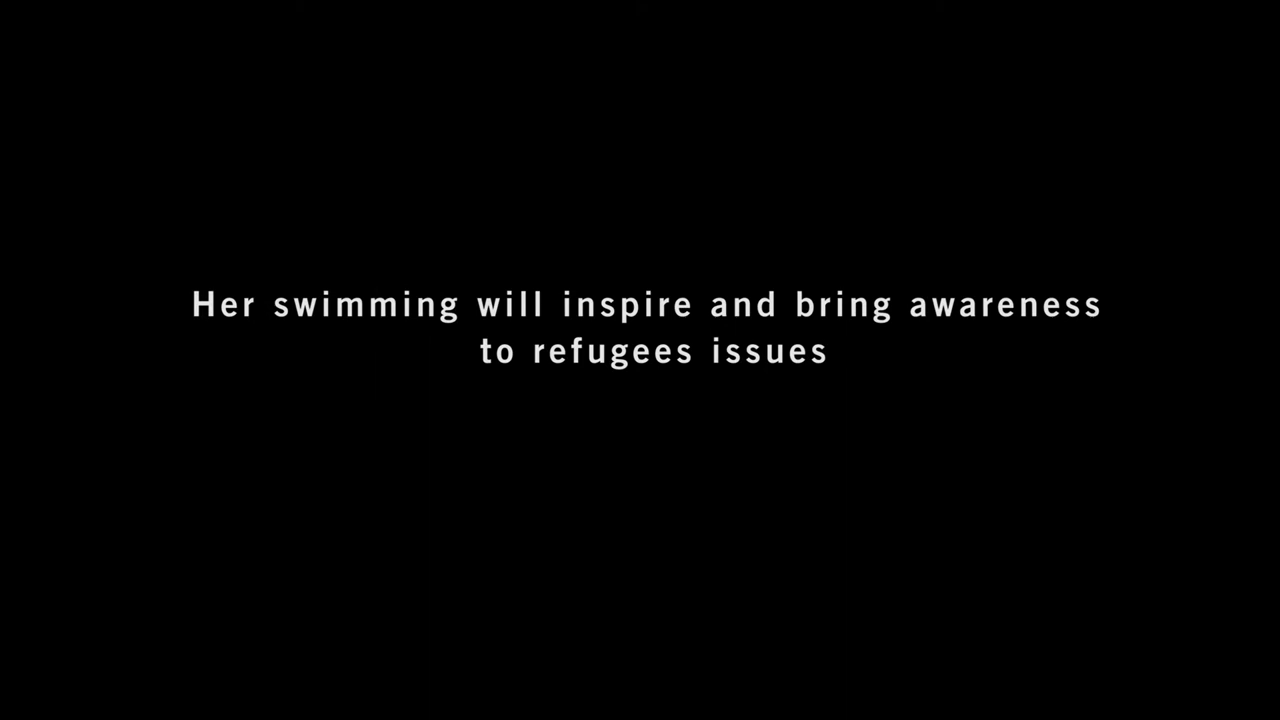 Her swimming will inspire and bring awareness
to refugees issues